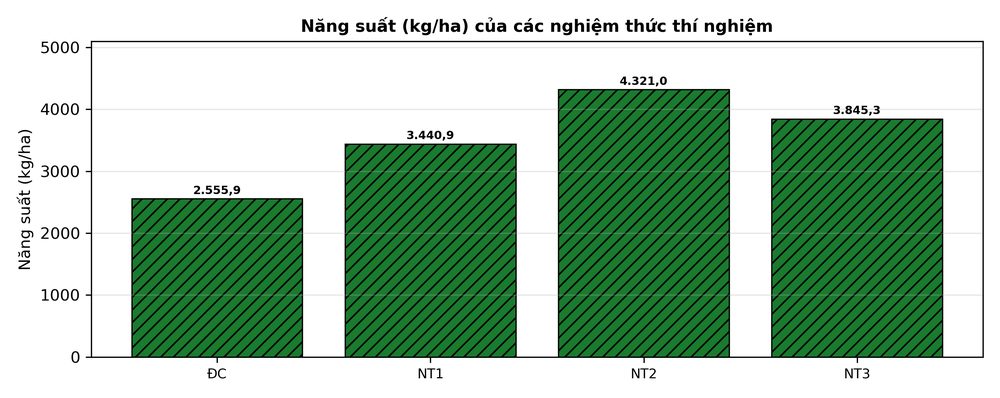 Năng suất (kg/ha) của các nghiệm thức thí nghiệm
Năng suất (kg/ha)
5000
4000
3000
2000
1000
0
2.555,9
3.440,9
4.321,0
3.845,3
ĐC
NT1
NT2
NT3